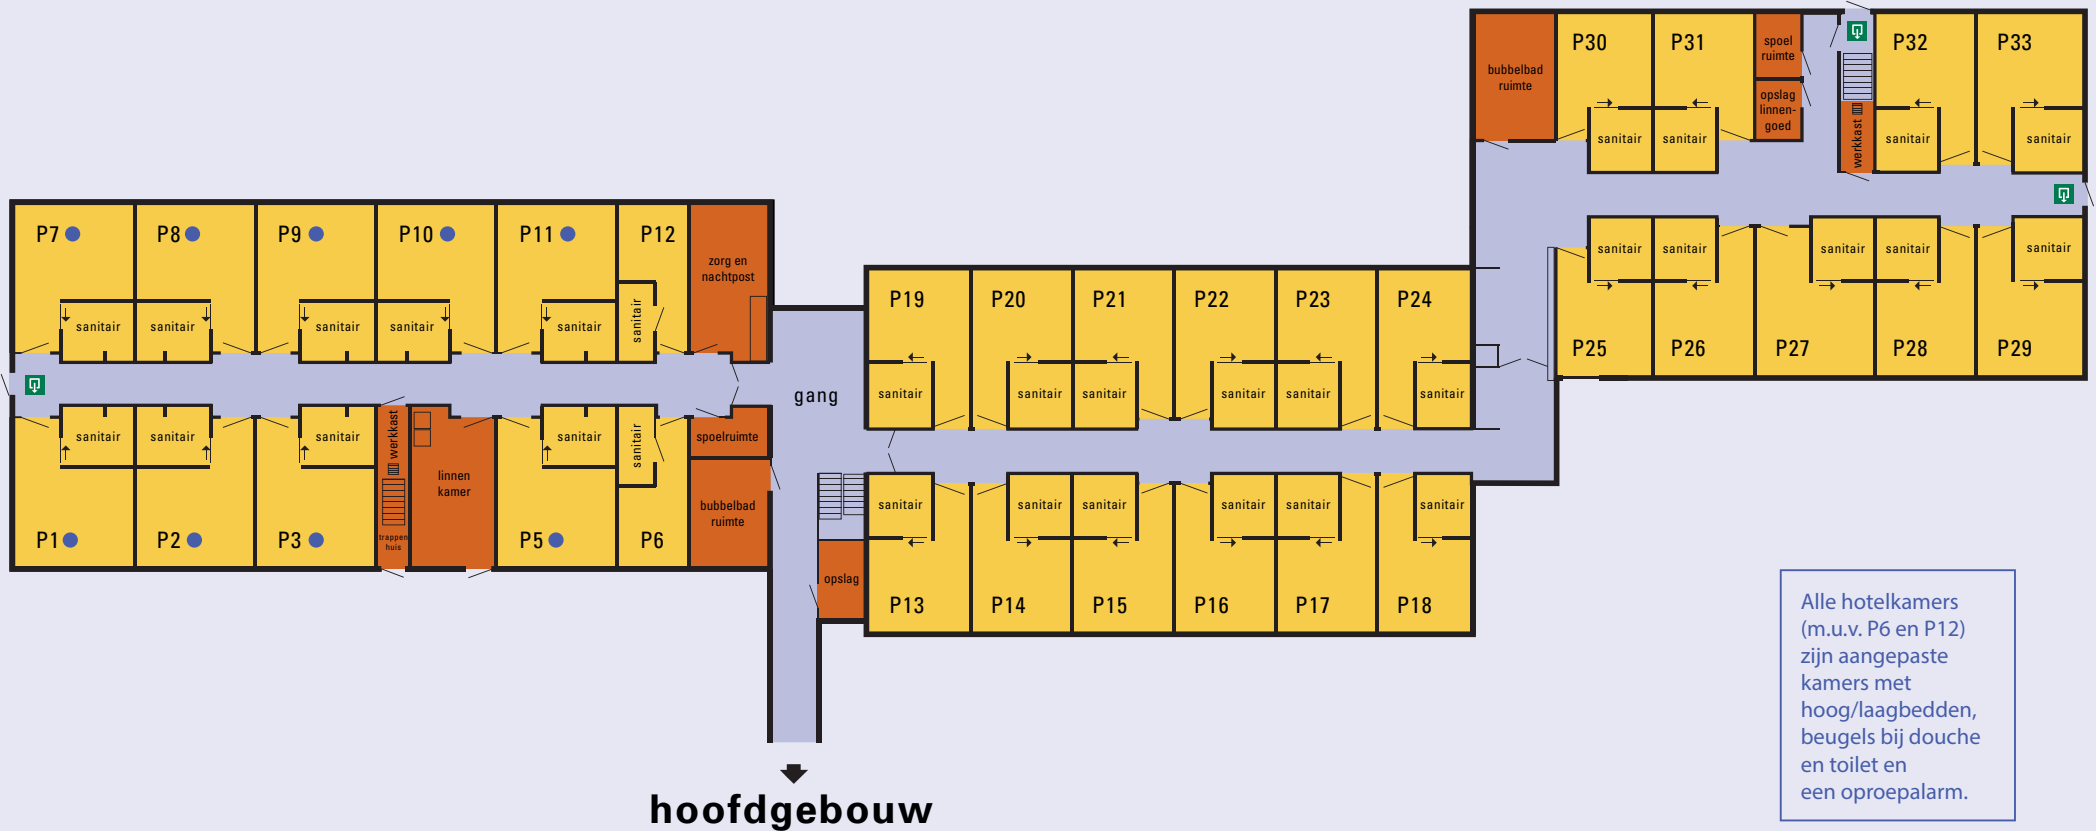 bubbelbad
ruimte
P30
P31
spoel
ruimte
P32
P33
opslag
linnen-
goed
werkkast
sanitair
sanitair
sanitair
sanitair
P7
P8
P9
P10
P11
P12
zorg en
nachtpost
sanitair
sanitair
sanitair
sanitair
sanitair
sanitair
sanitair
sanitair
sanitair
sanitair
sanitair
P25
P26
P27
P28
P29
P19
P20
P21
P22
P23
P24
sanitair
sanitair
sanitair
sanitair
sanitair
sanitair
gang
sanitair
sanitair
sanitair
werkkast
trappen
huis
linnen
kamer
sanitair
sanitair
spoelruimte
bubbelbad
ruimte
P1
P2
P3
P5
P6
sanitair
sanitair
sanitair
sanitair
sanitair
sanitair
opslag
P13
P14
P15
P16
P17
P18
hoofdgebouw
Alle hotelkamers
(m.u.v. P6 en P12)
zijn aangepaste
kamers met
hoog/laagbedden,
beugels bij douche
en toilet en
een oproepalarm.